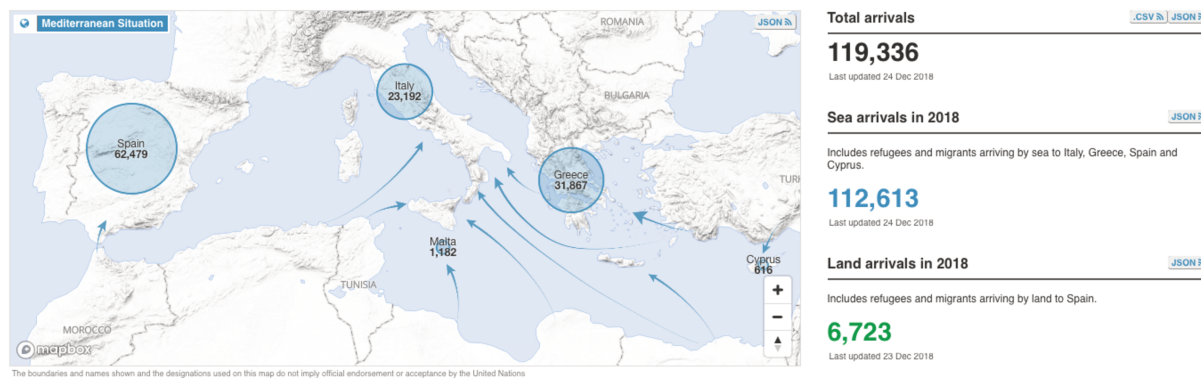 Mediterranean Situation
JSON
ROMANIA
Italy
23,192
BULGARIA
Spain
62,479
Greece
31,867
Malta
1,182
Cyprus
616
TUNISIA
MOROCCO
mapbox
The boundaries and names shown and the designations used on this map do not imply official endorsement or acceptance by the United Nations
Total arrivals
.CSV JSON
119,336
Last updated 24 Dec 2018
Sea arrivals in 2018
JSON
Includes refugees and migrants arriving by sea to Italy, Greece, Spain and
Cyprus.
112,613
Last updated 24 Dec 2018
Land arrivals in 2018
JSON
Includes refugees and migrants arriving by land to Spain.
6,723
Last updated 23 Dec 2018